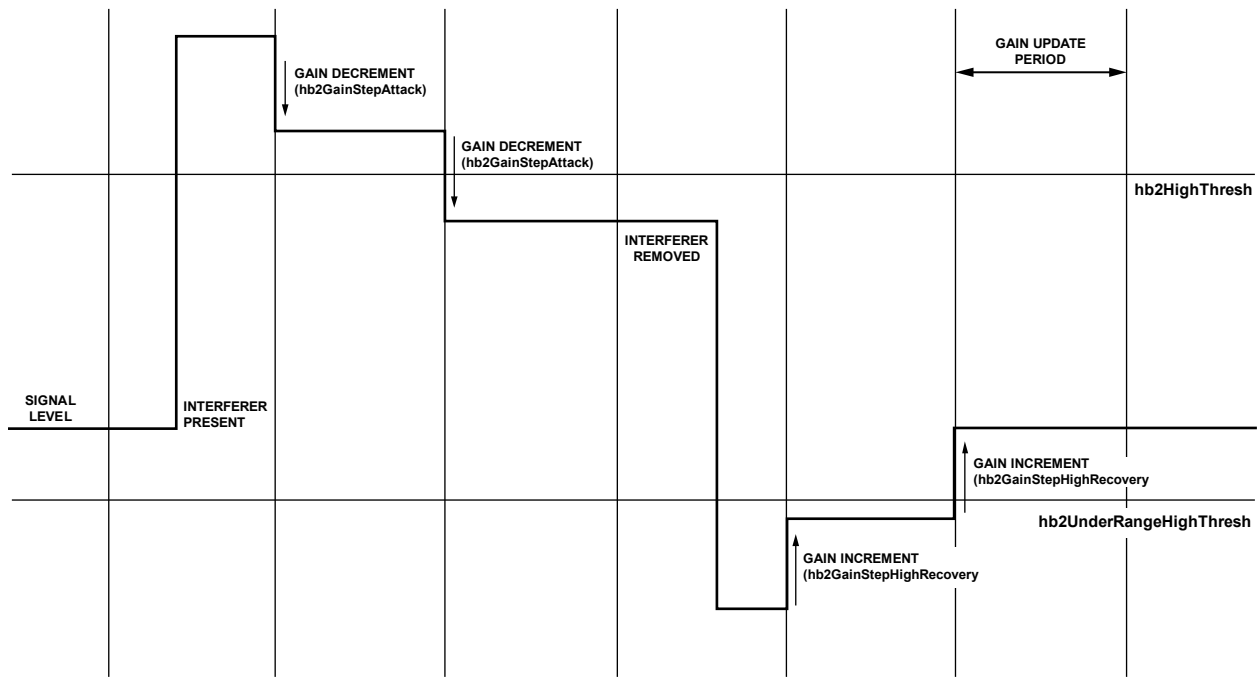 GAIN UPDATE
PERIOD
GAIN DECREMENT
(hb2GainStepAttack)
GAIN DECREMENT
(hb2GainStepAttack)
hb2HighThresh
INTERFERER
REMOVED
SIGNAL
LEVEL
INTERFERER
PRESENT
GAIN INCREMENT
(hb2GainStepHighRecovery
hb2UnderRangeHighThresh
GAIN INCREMENT
(hb2GainStepHighRecovery